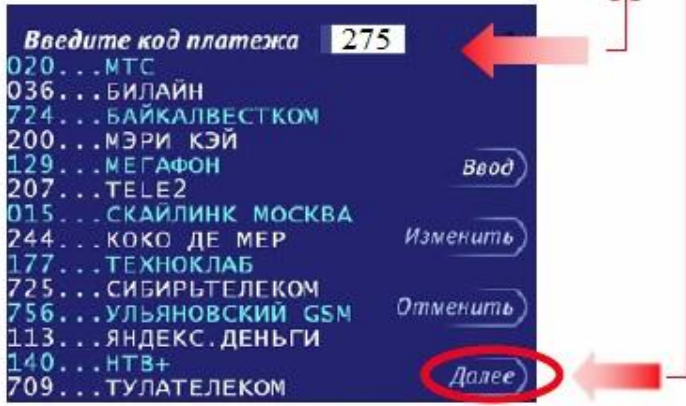 Введите код платежа 275
020...МТС
036...БИЛАЙН
724...БАЙКАЛВЕСТКОМ
200...МЭРИ КЭЙ
129...МЕГАФОН
Ввод
207...TELE2
015...СКАЙЛИНК МОСКВА
244...КОКО ДЕ МЕР
Изменить
177...ТЕХНОКЛАБ
725...СИБИРЬТЕЛЕКОМ
756...УЛЬЯНОВСКИЙ GSM
Отменить
113...ЯНДЕКС.ДЕНЬГИ
140...НТВ+
709...ТУЛАТЕЛЕКОМ
Далее